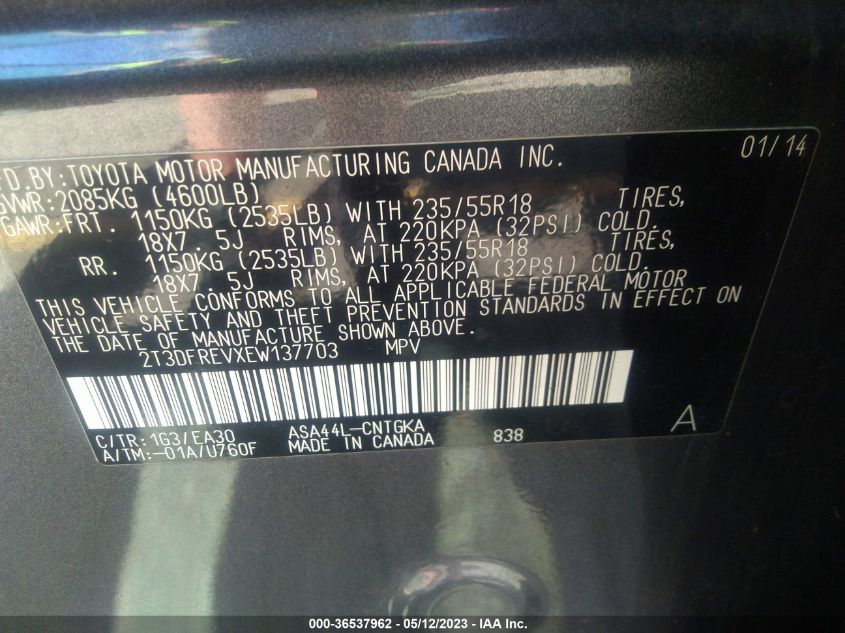 FD. BY: TOYOTA MOTOR MANUFACTURING CANADA INC. 01/14
GVWR: 2085KG (4600LB)
GAWR: FRT. 1150KG (2535LB) WITH 235/55R18 TIRES,
18X7.5J RIMS, AT 220KPA (32PSI) COLD.
RR. 1150KG (2535LB) WITH 235/55R18 TIRES,
18X7.5J RIMS, AT 220KPA (32PSI) COLD.
THIS VEHICLE CONFORMS TO ALL APPLICABLE FEDERAL MOTOR
VEHICLE SAFETY AND THEFT PREVENTION STANDARDS IN EFFECT ON
THE DATE OF MANUFACTURE SHOWN ABOVE.
2T3DFREVXEW137703 MPV
C/TR: 1G3/EA30 ASA44L-CNTGKA 838 A
A/TM: -01A/U760F MADE IN CANADA
000-36537962 - 05/12/2023 - IAA Inc.